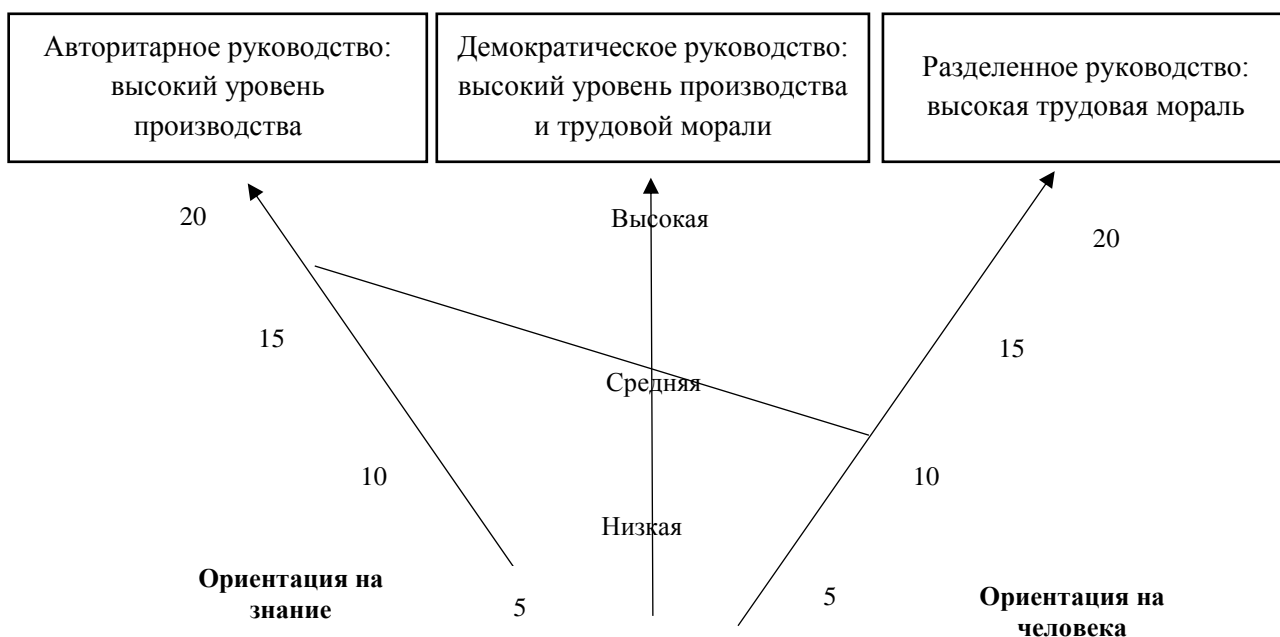 Авторитарное руководство:
высокий уровень
производства
Демократическое руководство:
высокий уровень производства
и трудовой морали
Разделенное руководство:
высокая трудовая мораль
20
Высокая
20
15
15
Средняя
10
10
Низкая
Ориентация на
знание
5
5
Ориентация на
человека